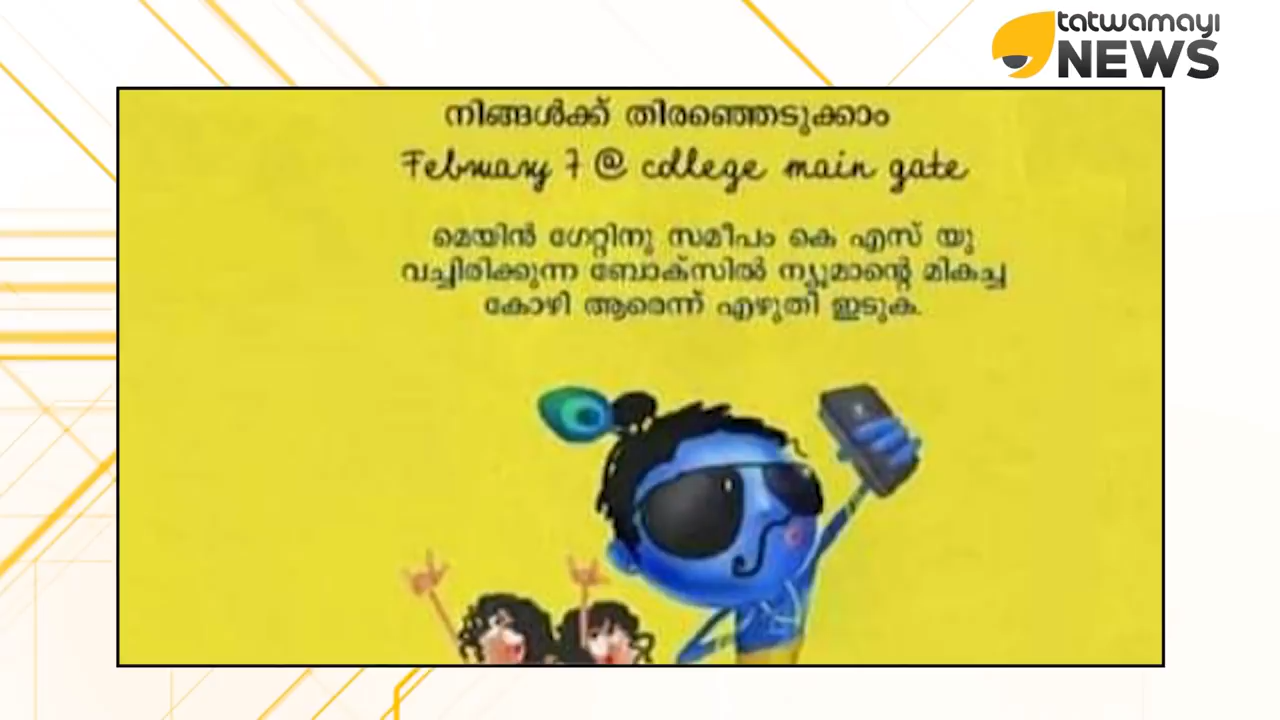 tatwamayi
NEWS
നിങ്ങൾക്ക് തിരഞ്ഞെടുക്കാം
February 7 @ college main gate
മെയിൻ ഗേറ്റിനു സമീപം കെ എസ് യു
വച്ചിരിക്കുന്ന ബോക്സിൽ ന്യൂമാന്റെ മികച്ച
കോഴി ആരെന്ന് എഴുതി ഇടുക.